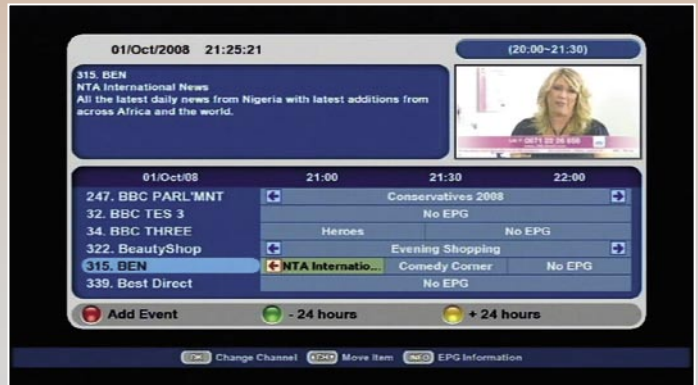 01/Oct/2008 21:25:21
(20:00~21:30)
315. BEN
NTA International News
All the latest daily news from Nigeria with latest additions from
across Africa and the world.
01/Oct/08 21:00 21:30 22:00
247. BBC PARL'MNT Conservatives 2008
32. BBC TES 3 No EPG
34. BBC THREE Heroes No EPG
322. BeautyShop Evening Shopping
315. BEN NTA Internatio... Comedy Corner No EPG
339. Best Direct No EPG
Add Event - 24 hours + 24 hours
OK Change Channel CH Move Item INFO EPG Information